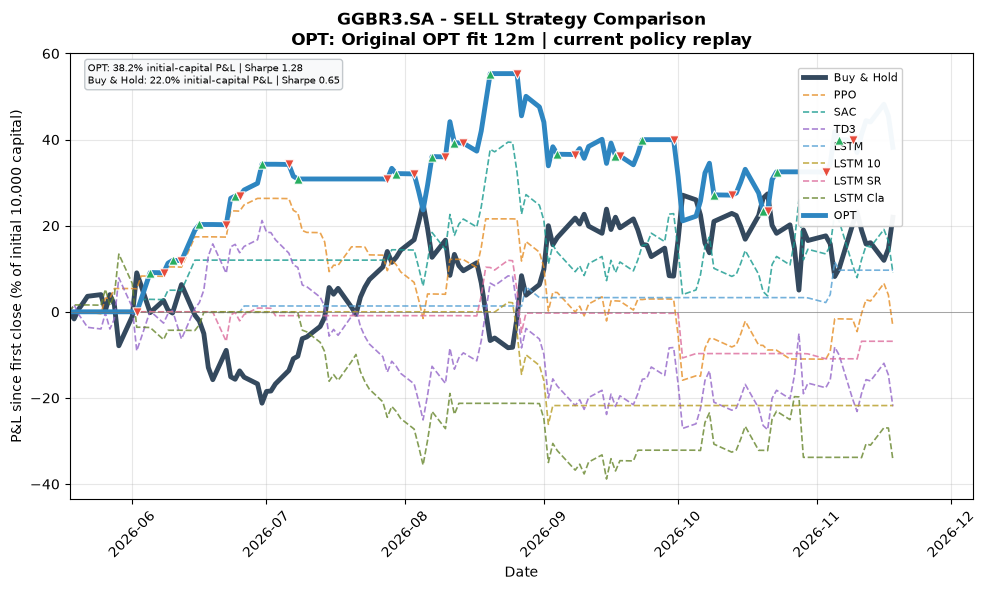 GGBR3.SA - SELL Strategy Comparison
OPT: Original OPT fit 12m | current policy replay
OPT: 38.2% initial-capital P&L | Sharpe 1.28
Buy & Hold: 22.0% initial-capital P&L | Sharpe 0.65
Buy & Hold
PPO
SAC
TD3
LSTM
LSTM 10
LSTM SR
LSTM Cla
OPT
P&L since first close (% of initial 10,000 capital)
60
40
20
0
−20
−40
2026-06
2026-07
2026-08
2026-09
2026-10
2026-11
2026-12
Date